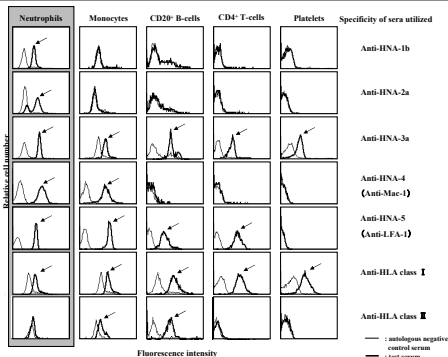 Neutrophils Monocytes CD20⁺ B-cells CD4⁺ T-cells Platelets Specificity of sera utilized
Anti-HNA-1b
Anti-HNA-2a
Anti-HNA-3a
Anti-HNA-4
(Anti-Mac-1)
Anti-HNA-5
(Anti-LFA-1)
Anti-HLA class I
Anti-HLA class II
Relative cell number
Fluorescence intensity
: autologous negative
control serum
: test serum